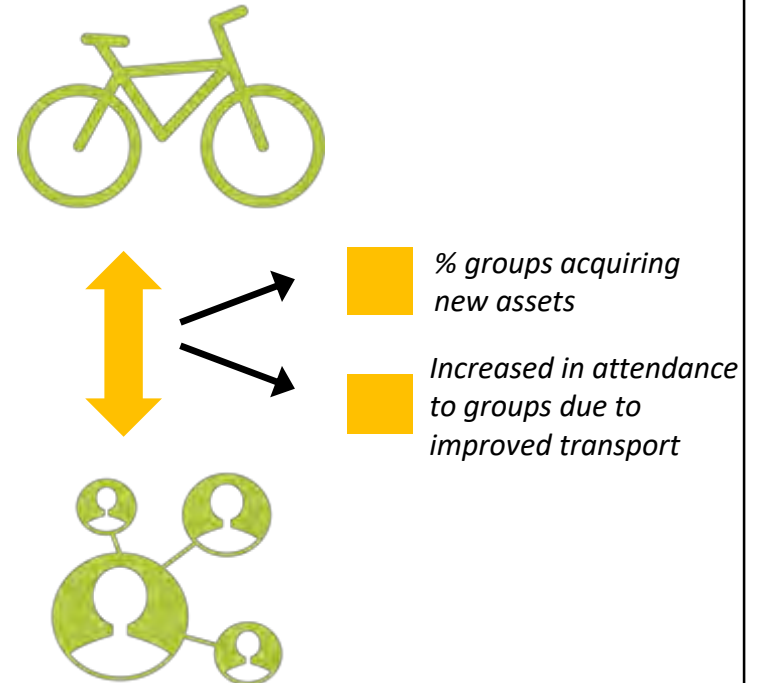 % groups acquiring
new assets
Increased in attendance
to groups due to
improved transport